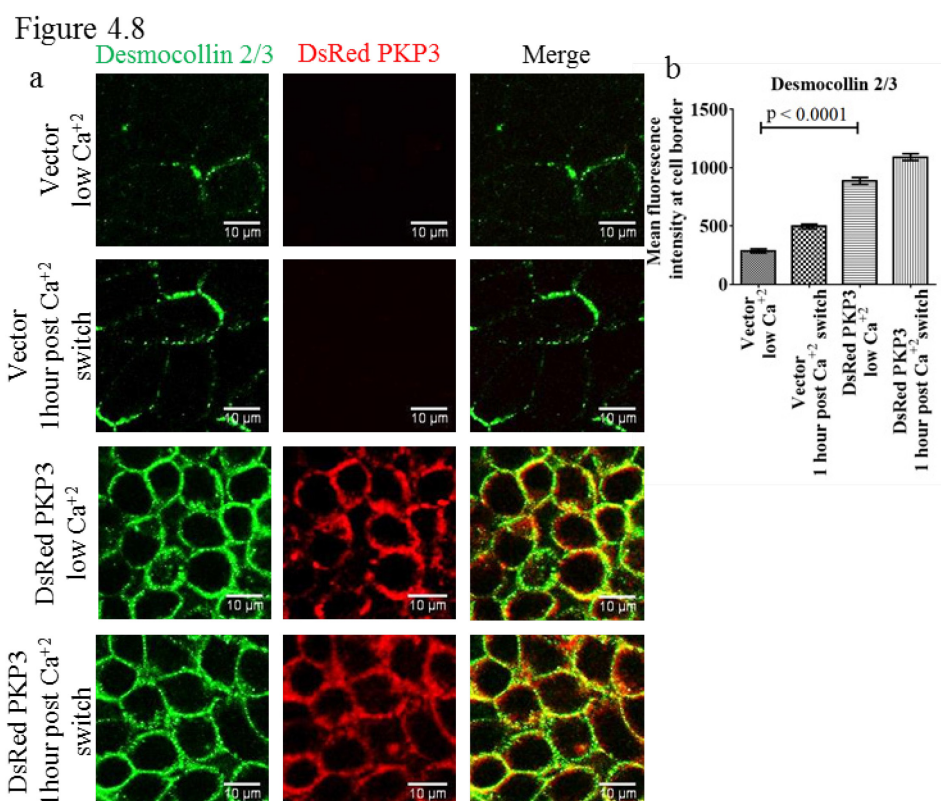 Figure 4.8
a
Desmocollin 2/3
DsRed PKP3
Merge
Vector
low Ca+2
10 µm
10 µm
10 µm
Vector
1hour post Ca+2
switch
10 µm
10 µm
10 µm
DsRed PKP3
low Ca+2
10 µm
10 µm
10 µm
DsRed PKP3
1hour post Ca+2
switch
10 µm
10 µm
10 µm
b
Desmocollin 2/3
p < 0.0001
Mean fluorescence
intensity at cell border
1500
1000
500
0
Vector
low Ca+2
Vector
1 hour post Ca+2 switch
DsRed PKP3
low Ca+2
DsRed PKP3
1 hour post Ca+2switch